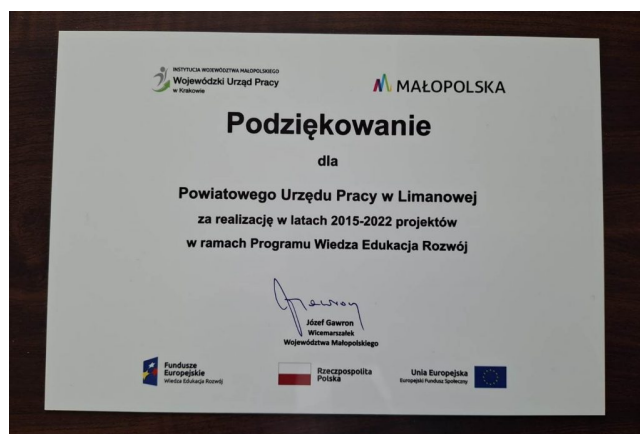 INSTYTUCJA WOJEWÓDZTWA MAŁOPOLSKIEGO
Wojewódzki Urząd Pracy
w Krakowie
MAŁOPOLSKA
Podziękowanie
dla
Powiatowego Urzędu Pracy w Limanowej
za realizację w latach 2015-2022 projektów
w ramach Programu Wiedza Edukacja Rozwój
Gawron
Józef Gawron
Wicemarszałek
Województwa Małopolskiego
Fundusze
Europejskie
Wiedza Edukacja Rozwój
Rzeczpospolita
Polska
Unia Europejska
Europejski Fundusz Społeczny